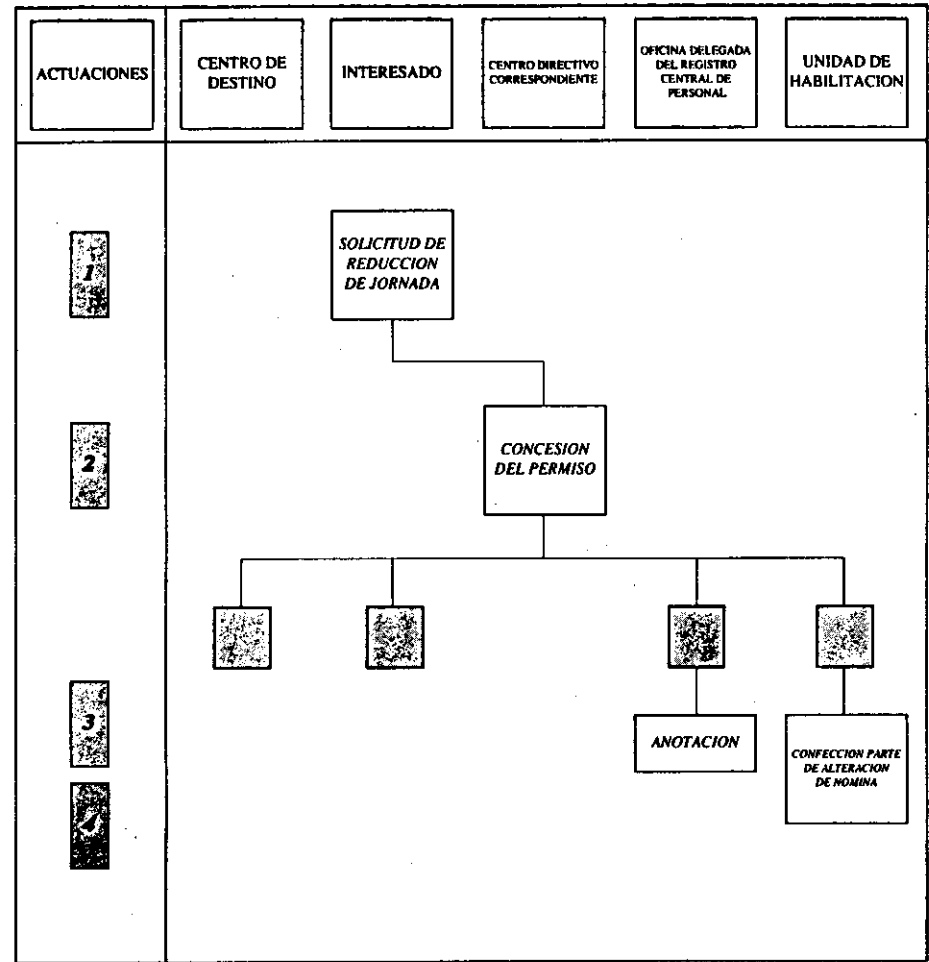 ACTUACIONES
CENTRO DE
DESTINO
INTERESADO
CENTRO DIRECTIVO
CORRESPONDIENTE
OFICINA DELEGADA
DEL REGISTRO
CENTRAL DE
PERSONAL
UNIDAD DE
HABILITACION
1
SOLICITUD DE
REDUCCION
DE JORNADA
2
CONCESION
DEL PERMISO
3
ANOTACION
CONFECCION PARTE
DE ALTERACION
DE NOMINA
4